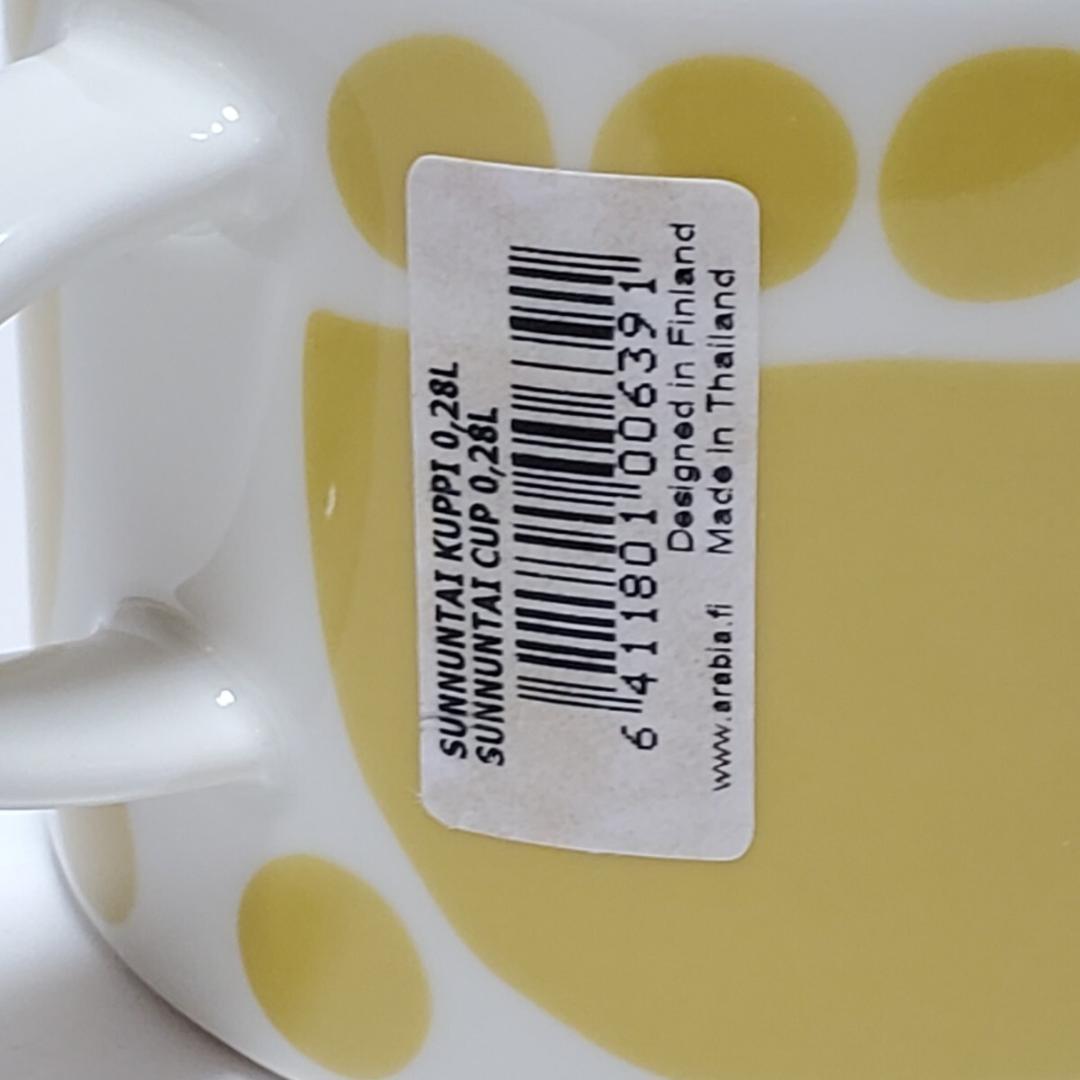 SUNNUNTAI KUPPI 0,28L
SUNNUNTAI CUP 0,28L
6 411801 006391
Designed in Finland
www.arabia.fi Made in Thailand